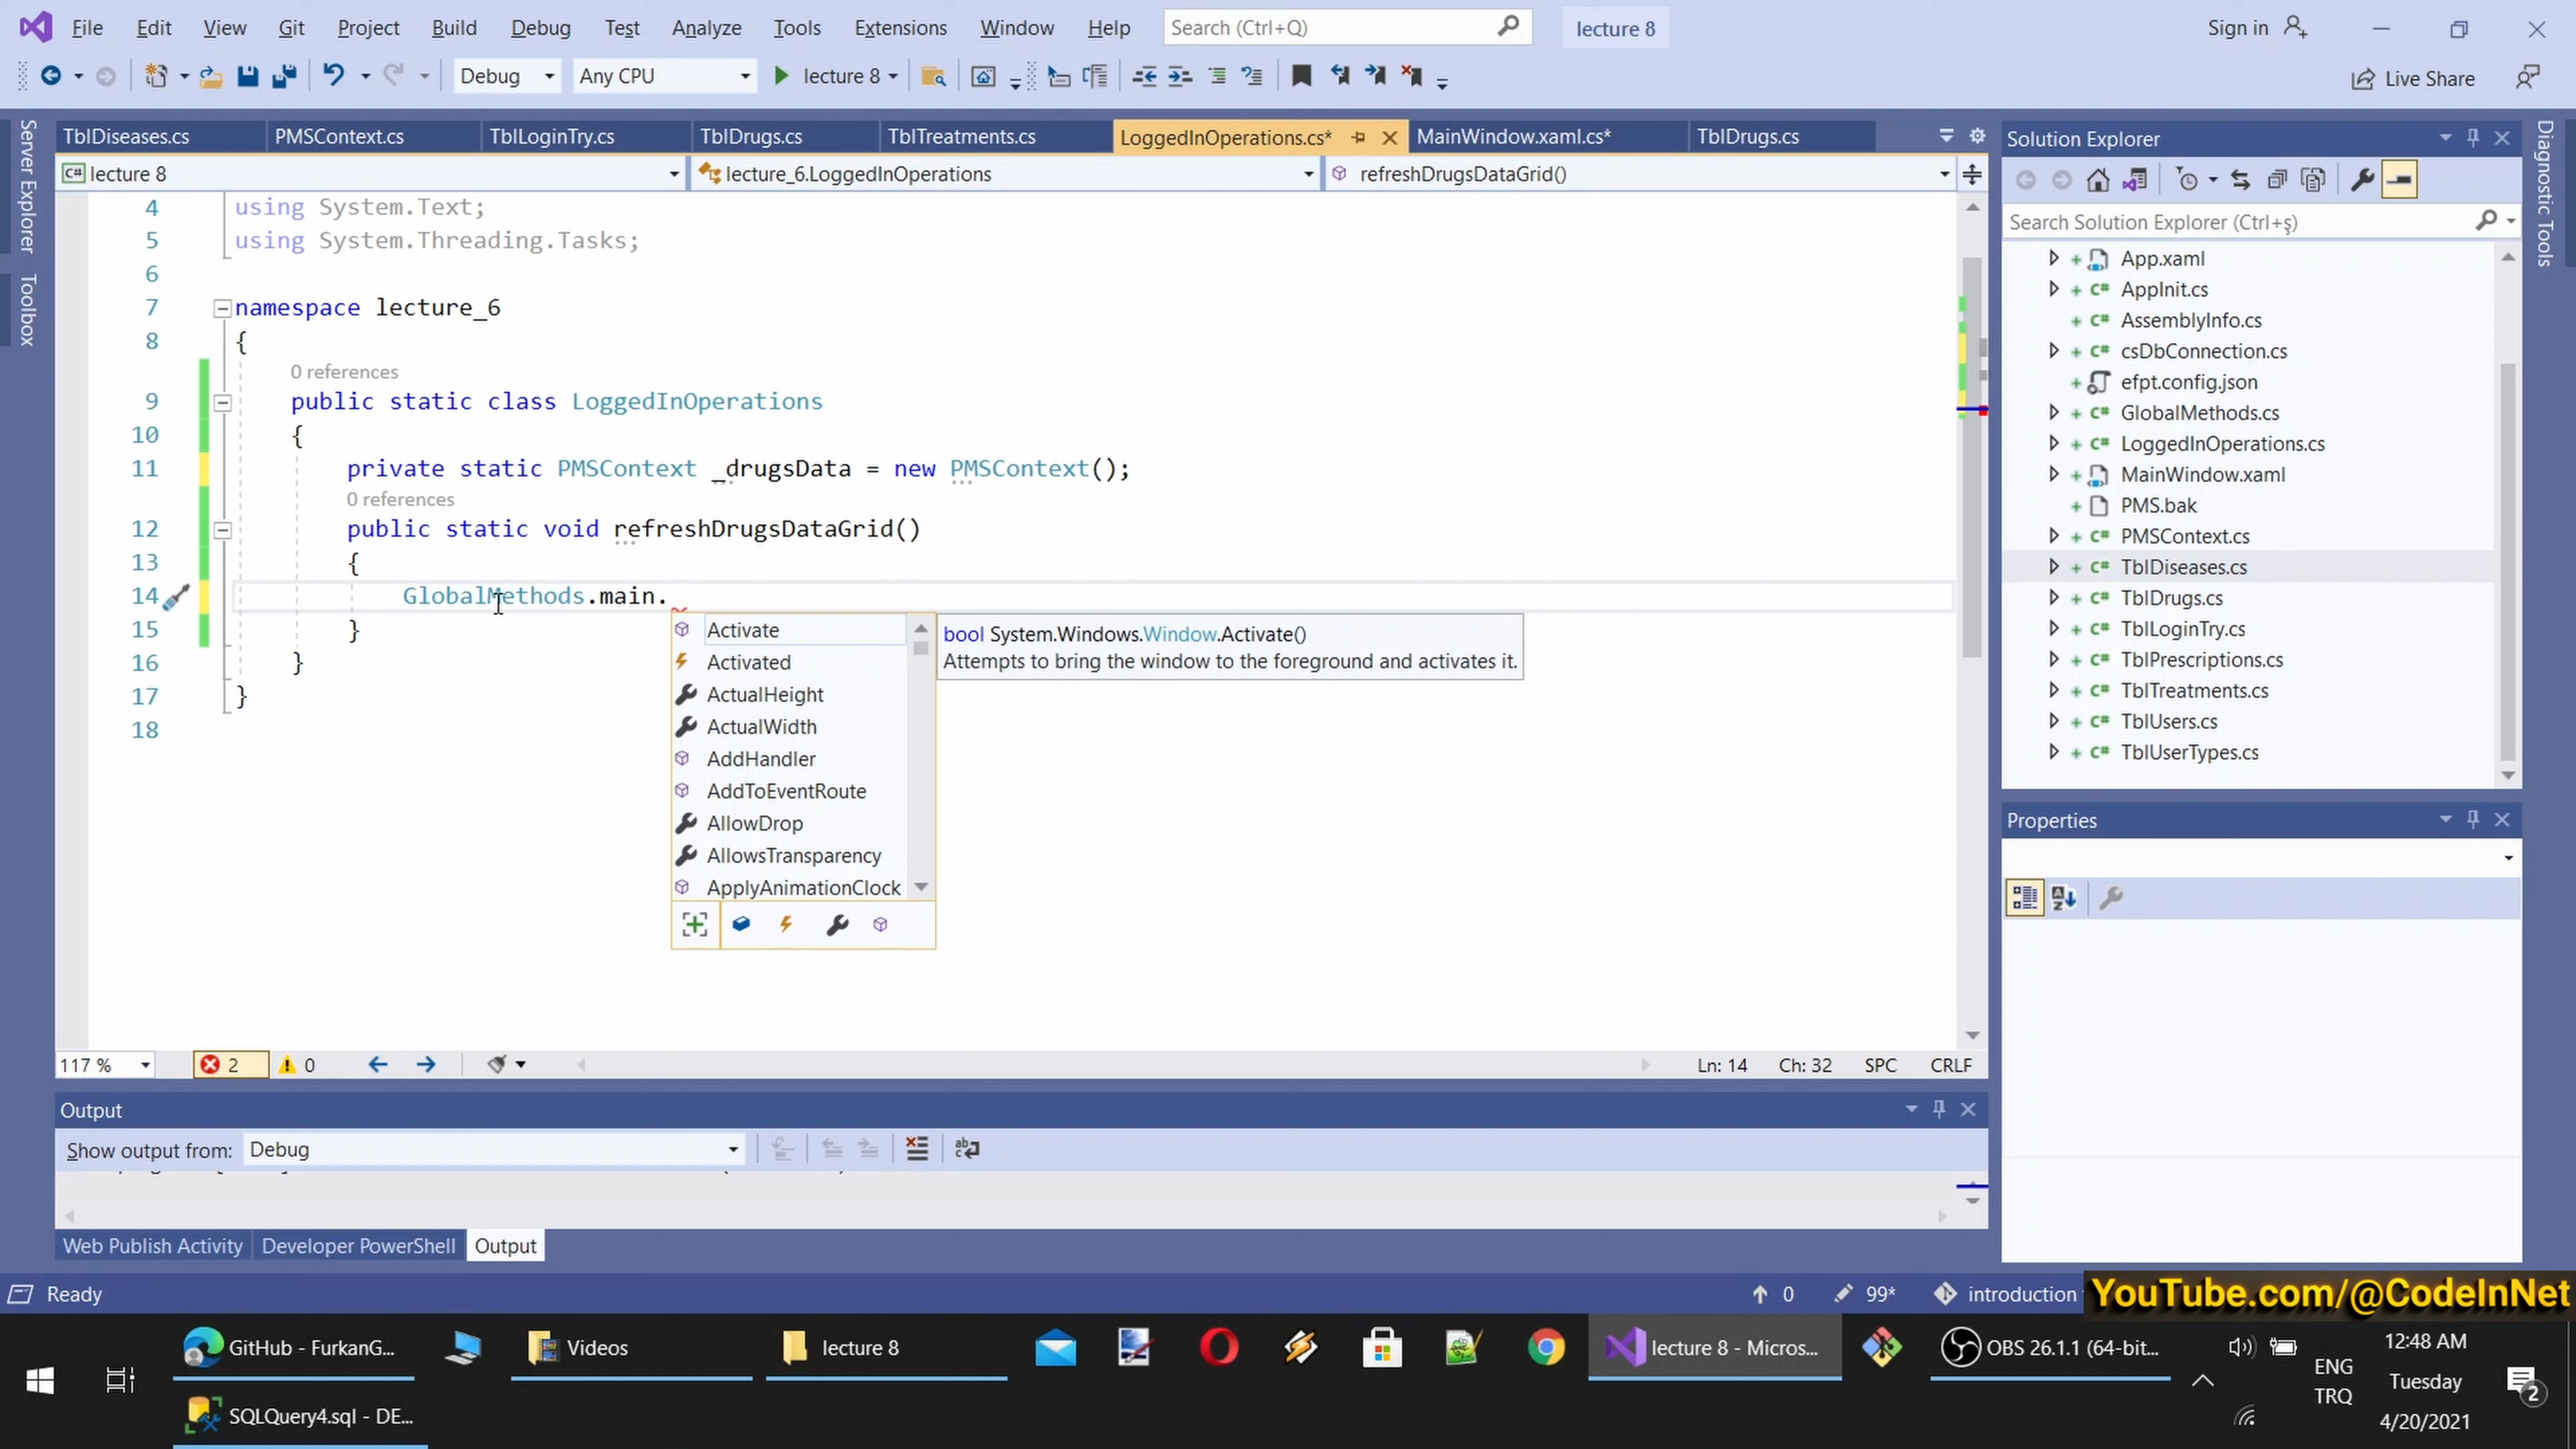 File Edit View Git Project Build Debug Test Analyze Tools Extensions Window Help Search (Ctrl+Q) lecture 8 Sign in
Debug Any CPU lecture 8 Live Share
TblDiseases.cs PMSContext.cs TblLoginTry.cs TblDrugs.cs TblTreatments.cs LoggedInOperations.cs* MainWindow.xaml.cs* TblDrugs.cs
lecture 8 lecture_6.LoggedInOperations refreshDrugsDataGrid()
Server Explorer
Toolbox
4 using System.Text;
5 using System.Threading.Tasks;
6
7 namespace lecture_6
8 {
0 references
9 public static class LoggedInOperations
10 {
11 private static PMSContext _drugsData = new PMSContext();
0 references
12 public static void refreshDrugsDataGrid()
13 {
14 GlobalMethods.main.
15 }
16 }
17 }
18
Activate
Activated
ActualHeight
ActualWidth
AddHandler
AddToEventRoute
AllowDrop
AllowsTransparency
ApplyAnimationClock
bool System.Windows.Window.Activate()
Attempts to bring the window to the foreground and activates it.
117 % 2 0 Ln: 14 Ch: 32 SPC CRLF
Output
Show output from: Debug
Web Publish Activity Developer PowerShell Output
Solution Explorer
Search Solution Explorer (Ctrl+ş)
App.xaml
AppInit.cs
AssemblyInfo.cs
csDbConnection.cs
efpt.config.json
GlobalMethods.cs
LoggedInOperations.cs
MainWindow.xaml
PMS.bak
PMSContext.cs
TblDiseases.cs
TblDrugs.cs
TblLoginTry.cs
TblPrescriptions.cs
TblTreatments.cs
TblUsers.cs
TblUserTypes.cs
Properties
Diagnostic Tools
Ready 0 99* introduction
YouTube.com/@CodeInNet
GitHub - FurkanG... Videos lecture 8 lecture 8 - Micros... OBS 26.1.1 (64-bit...
SQLQuery4.sql - DE...
ENG
TRQ
12:48 AM
Tuesday
4/20/2021
2